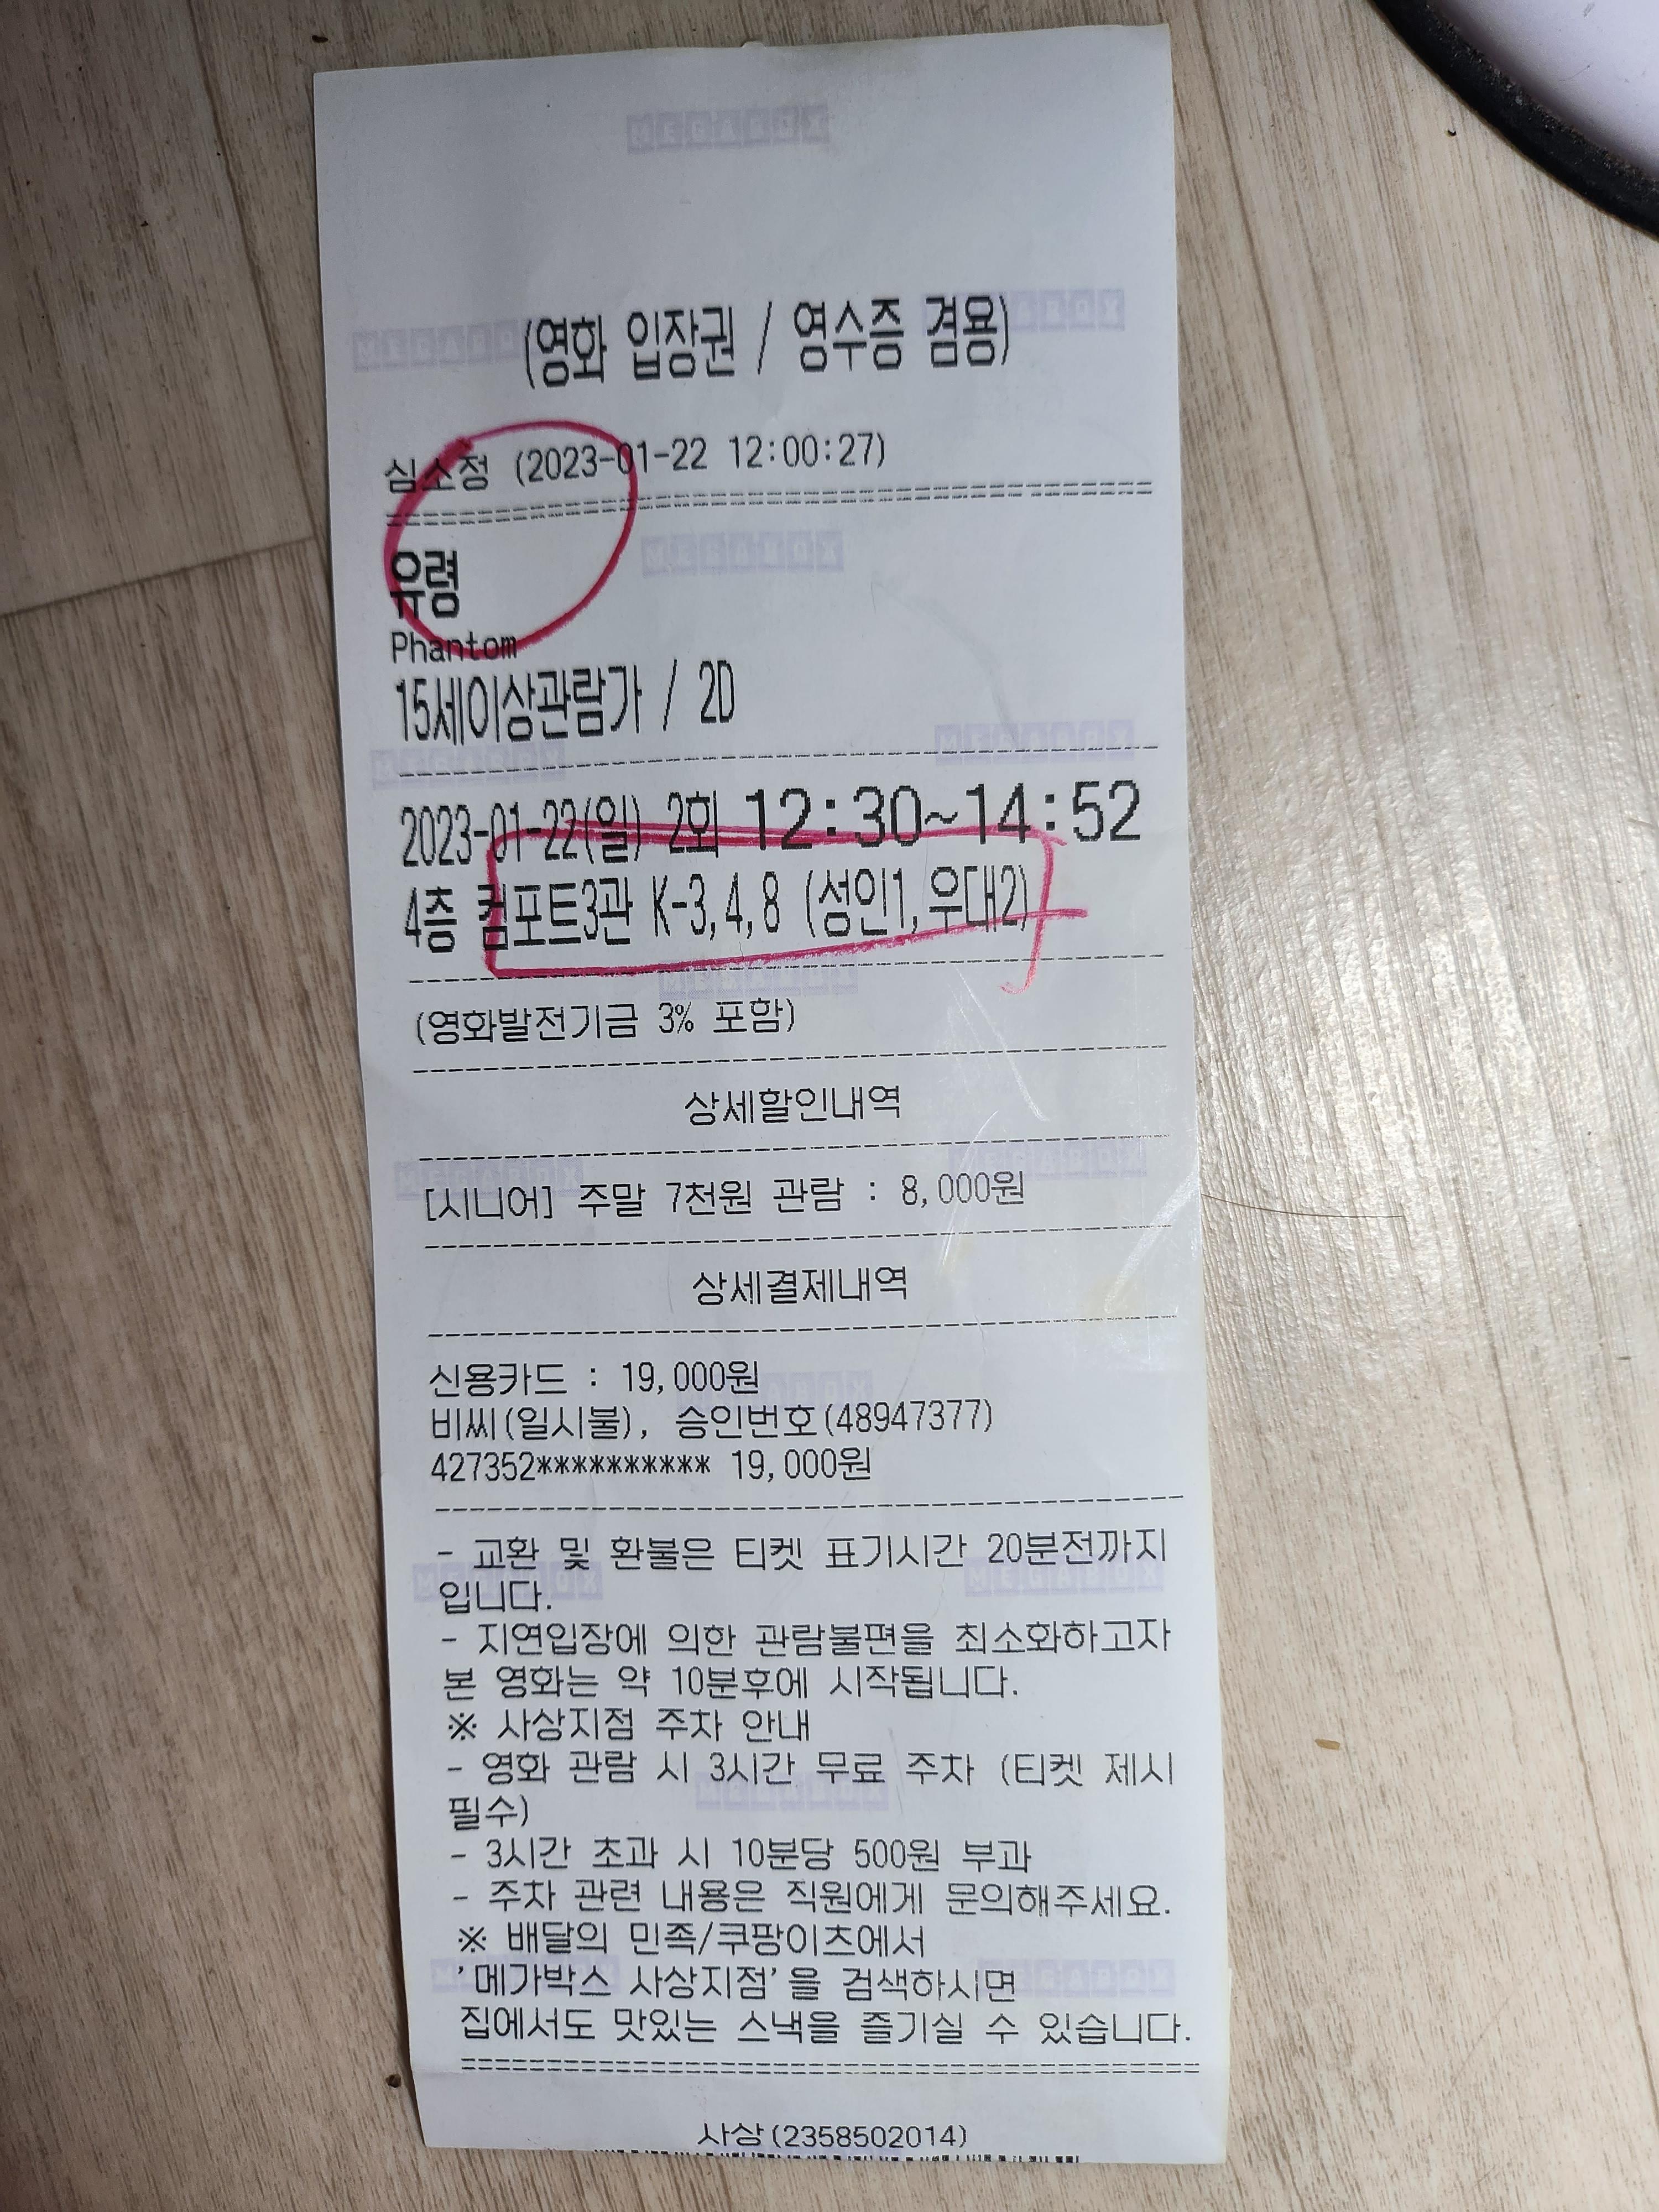 (영화 입장권 / 영수증 겸용)
심소정 (2023-01-22 12:00:27)
유령
Phantom
15세이상관람가 / 2D
2023-01-22(일) 2회 12:30~14:52
4층 컴포트3관 K-3,4,8 (성인1, 우대2)
(영화발전기금 3% 포함)
상세할인내역
[시니어] 주말 7천원 관람 : 8,000원
상세결제내역
신용카드 : 19,000원
비씨(일시불), 승인번호(48947377)
427352********** 19,000원
- 교환 및 환불은 티켓 표기시간 20분전까지
입니다.
- 지연입장에 의한 관람불편을 최소화하고자
본 영화는 약 10분후에 시작됩니다.
※ 사상지점 주차 안내
- 영화 관람 시 3시간 무료 주차 (티켓 제시
필수)
- 3시간 초과 시 10분당 500원 부과
- 주차 관련 내용은 직원에게 문의해주세요.
※ 배달의 민족/쿠팡이츠에서
'메가박스 사상지점'을 검색하시면
집에서도 맛있는 스낵을 즐기실 수 있습니다.
사상(2358502014)
MEGABOX